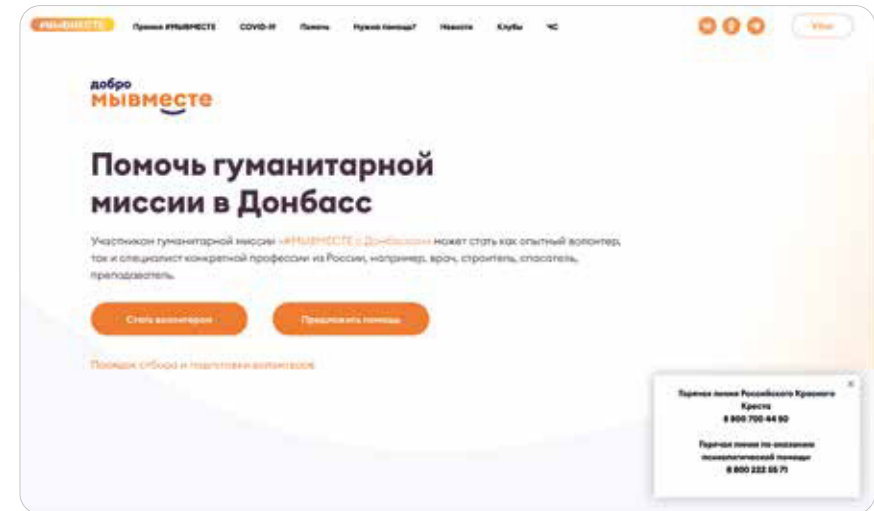 #МЫВМЕСТЕ Премия #МЫВМЕСТЕ COVID-19 Помочь Нужна помощь? Новости Клубы ЧС
добро
мывместе
Помочь гуманитарной
миссии в Донбасс
Участником гуманитарной миссии «#МЫВМЕСТЕ с Донбассом» может стать как опытный волонтер,
так и специалист конкретной профессии из России, например, врач, строитель, спасатель,
преподаватель.
Стать волонтером Предложить помощь
Порядок отбора и подготовки волонтеров
Горячая линия Российского Красного
Креста
8 800 700 44 50
Горячая линия по оказанию
психологической помощи
8 800 222 55 71